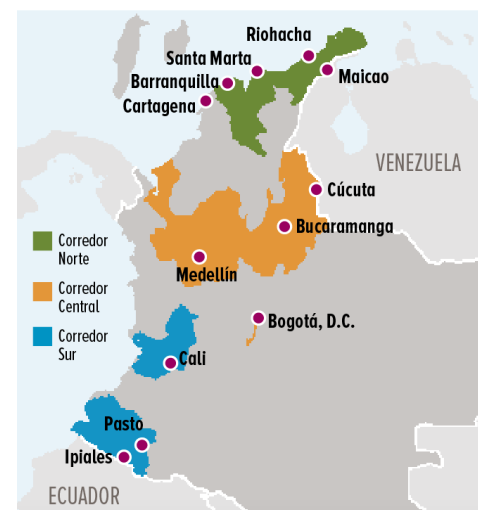 Riohacha
Santa Marta
Maicao
Barranquilla
Cartagena
VENEZUELA
Cúcuta
Bucaramanga
Corredor
Norte
Corredor
Central
Corredor
Sur
Medellín
Bogotá, D.C.
Cali
Pasto
Ipiales
ECUADOR